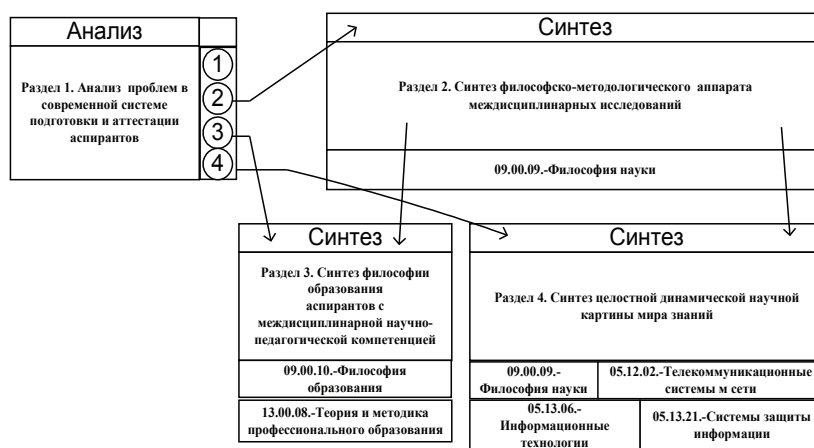 Анализ
1
2
3
4
Раздел 1. Анализ проблем в
современной системе
подготовки и аттестации
аспирантов
Синтез
Раздел 2. Синтез философско-методологического аппарата
междисциплинарных исследований
09.00.09.-Философия науки
Синтез
Раздел 3. Синтез философии
образования
аспирантов с
междисциплинарной научно-
педагогической компетенцией
09.00.10.-Философия
образования
13.00.08.-Теория и методика
профессионального образования
Синтез
Раздел 4. Синтез целостной динамической научной
картины мира знаний
09.00.09.-
Философия науки
05.12.02.-Телекоммуникационные
системы м сети
05.13.06.-
Информационные
технологии
05.13.21.-Системы защиты
информации